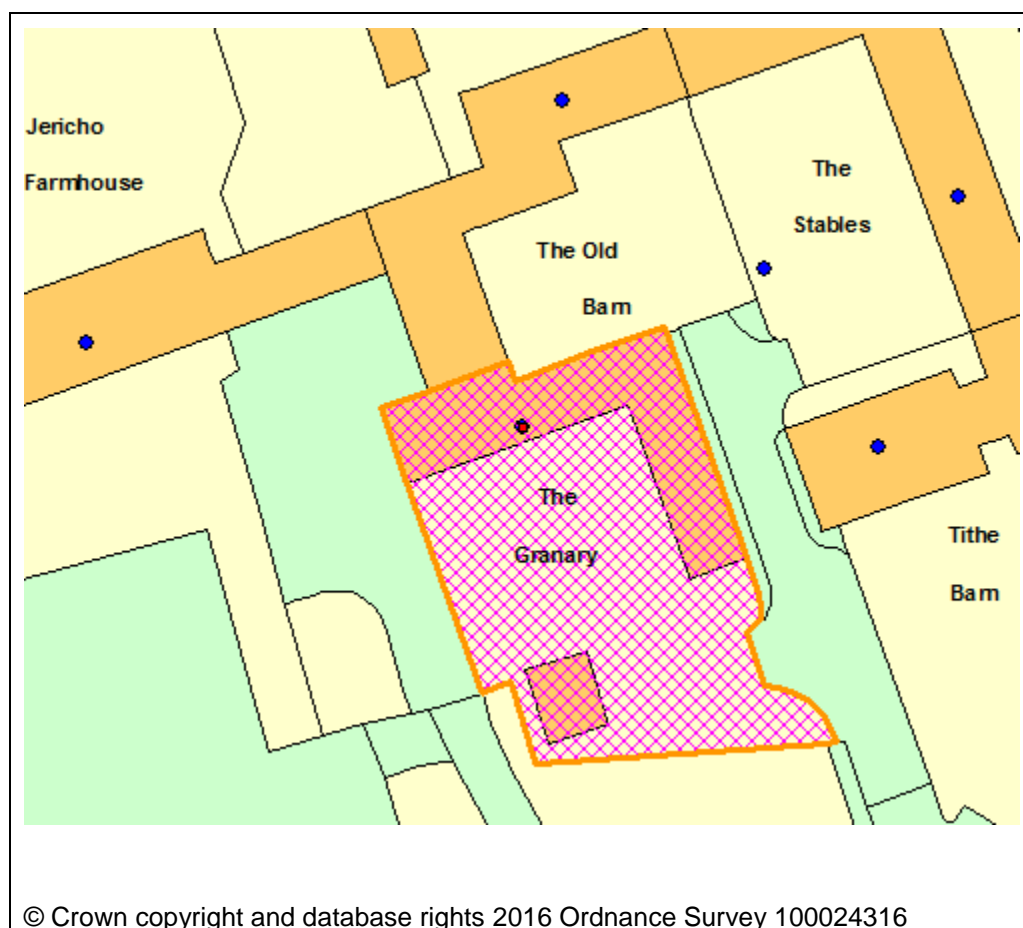 Jericho
Farmhouse
The
Stables
The Old
Barn
The
Granary
Tithe
Barn
© Crown copyright and database rights 2016 Ordnance Survey 100024316